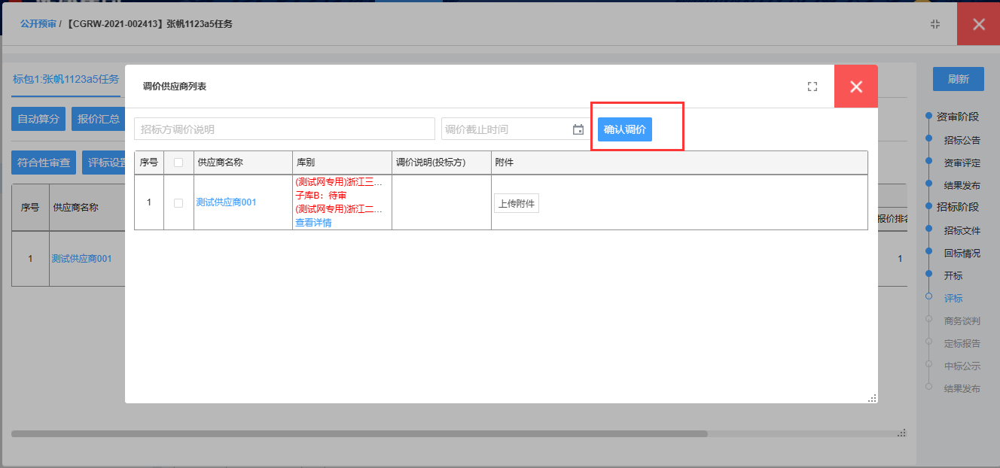 公开预审 / 【CGRW-2021-002413】张帆1123a5任务
标包1:张帆1123a5任务
自动算分 报价汇总
符合性审查 评标设置
序号 供应商名称
报价排名
1 测试供应商001
1
调价供应商列表
招标方调价说明 调价截止时间 确认调价
序号 供应商名称 库别 调价说明(投标方) 附件
1 测试供应商001
(测试网专用)浙江三...
子库B：待审
(测试网专用)浙江二...
查看详情
上传附件
刷新
资审阶段
招标公告
资审评定
结果发布
招标阶段
招标文件
回标情况
开标
评标
商务谈判
定标报告
中标公示
结果发布